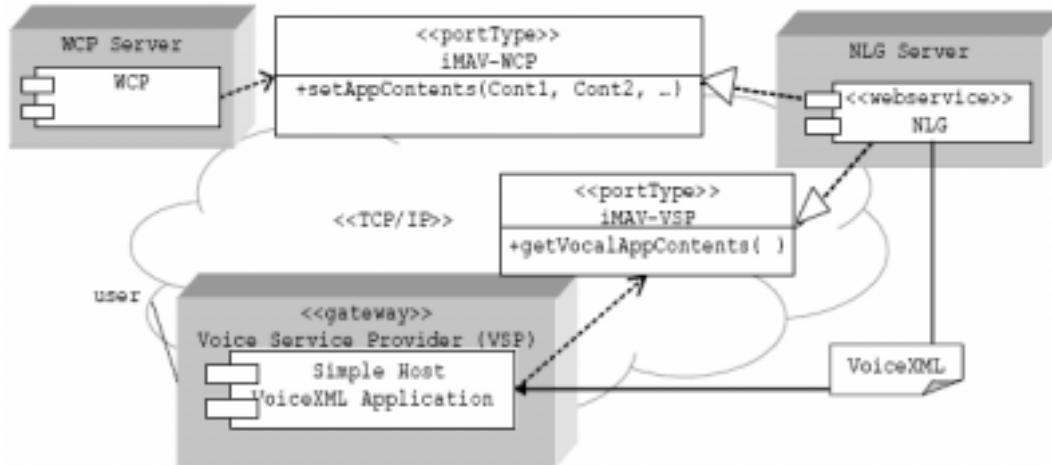 WCP Server
WCP
<<portType>>
iMAV-WCP
+setAppContents(Cont1, Cont2, …)
NLG Server
<<webservice>>
NLG
<<TCP/IP>>
<<portType>>
iMAV-VSP
+getVocalAppContents( )
user
<<gateway>>
Voice Service Provider (VSP)
Simple Host
VoiceXML Application
VoiceXML